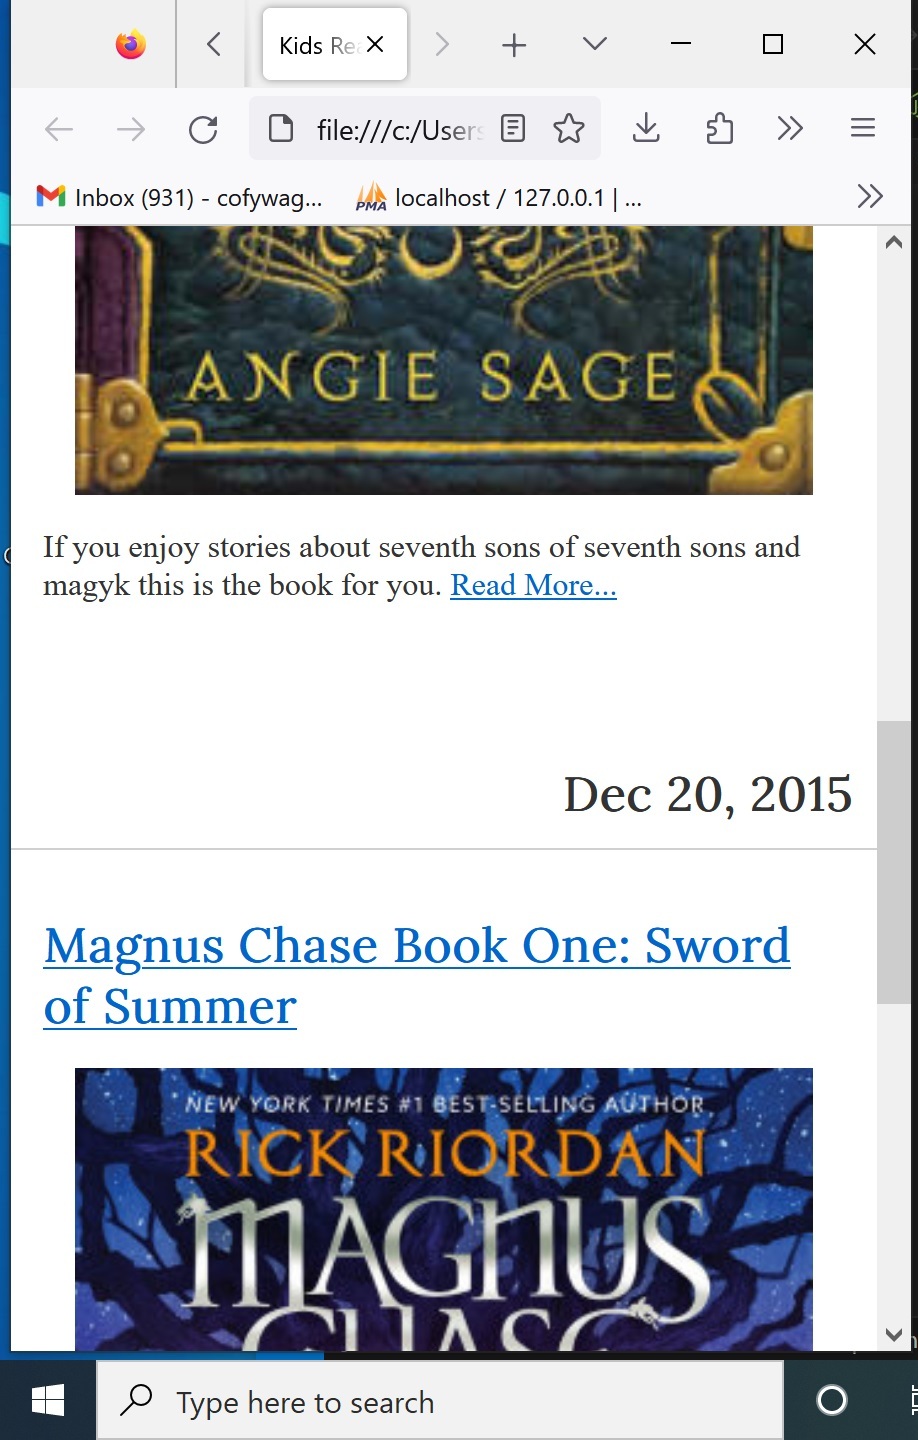 Kids Re
file:///c:/Users
Inbox (931) - cofywag...
PMA
localhost / 127.0.0.1 | ...
ANGIE SAGE
If you enjoy stories about seventh sons of seventh sons and
magyk this is the book for you. Read More...
Dec 20, 2015
Magnus Chase Book One: Sword
of Summer
NEW YORK TIMES #1 BEST-SELLING AUTHOR
RICK RIORDAN
MAGNUS
CHASE
Type here to search